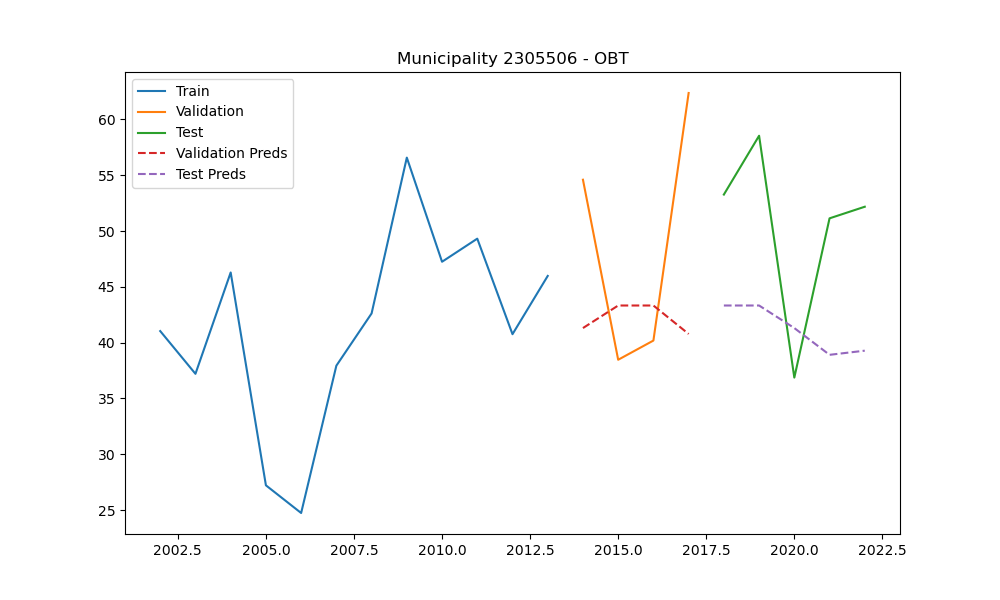 Municipality 2305506 - OBT
Train
Validation
Test
Validation Preds
Test Preds
60
55
50
45
40
35
30
25
2002.5 2005.0 2007.5 2010.0 2012.5 2015.0 2017.5 2020.0 2022.5